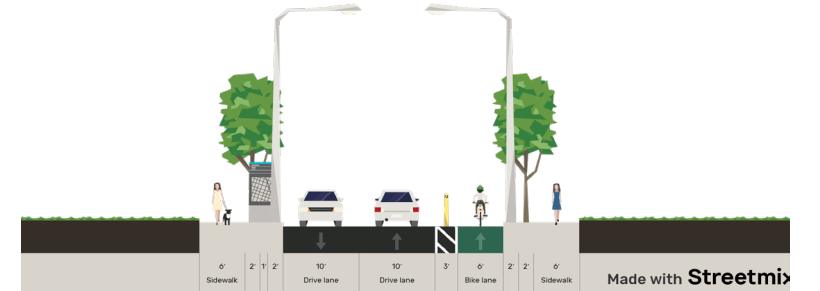 6' 2' 1' 2' 10' 10' 3' 6' 2' 2' 6'
Sidewalk Drive lane Drive lane Bike lane Sidewalk
Made with Streetmix